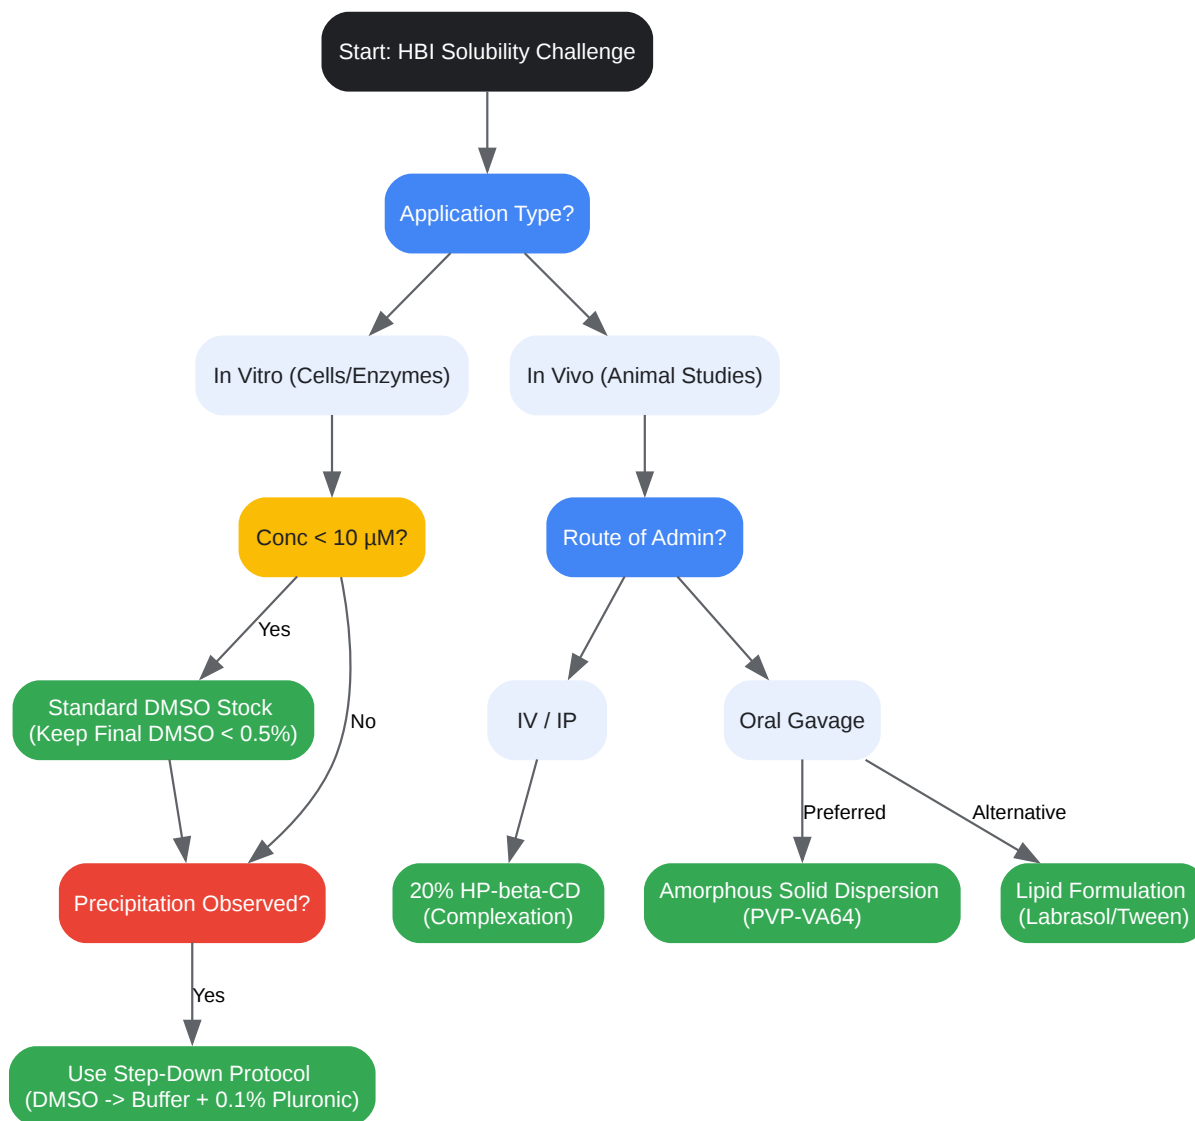 Start: HBI Solubility Challenge
Application Type?
In Vitro (Cells/Enzymes)
In Vivo (Animal Studies)
Conc < 10 µM?
Route of Admin?
Yes
No
Standard DMSO Stock
(Keep Final DMSO < 0.5%)
IV / IP
Oral Gavage
Preferred
Alternative
Precipitation Observed?
20% HP-beta-CD
(Complexation)
Amorphous Solid Dispersion
(PVP-VA64)
Lipid Formulation
(Labrasol/Tween)
Yes
Use Step-Down Protocol
(DMSO -> Buffer + 0.1% Pluronic)